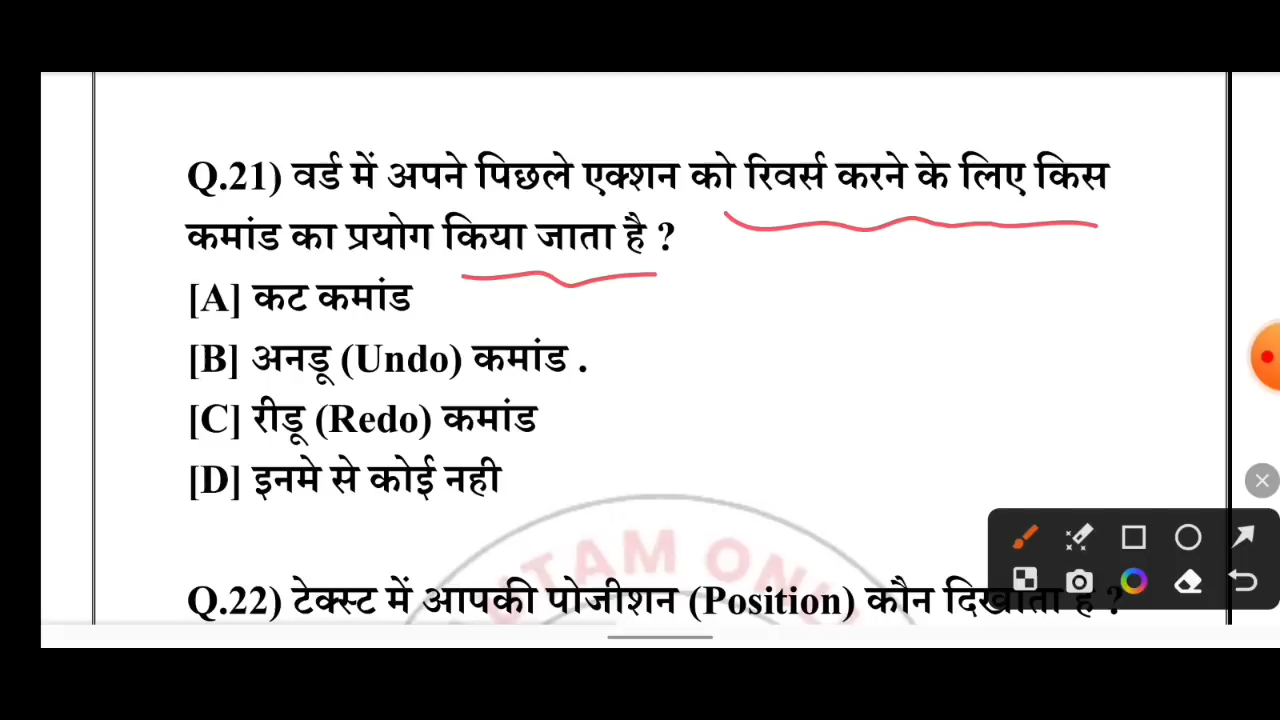 Q.21) वर्ड में अपने पिछले एक्शन को रिवर्स करने के लिए किस
कमांड का प्रयोग किया जाता है ?
[A] कट कमांड
[B] अनडू (Undo) कमांड .
[C] रीडू (Redo) कमांड
[D] इनमे से कोई नही
Q.22) टेक्स्ट में आपकी पोजीशन (Position) कौन दिखाता है ?